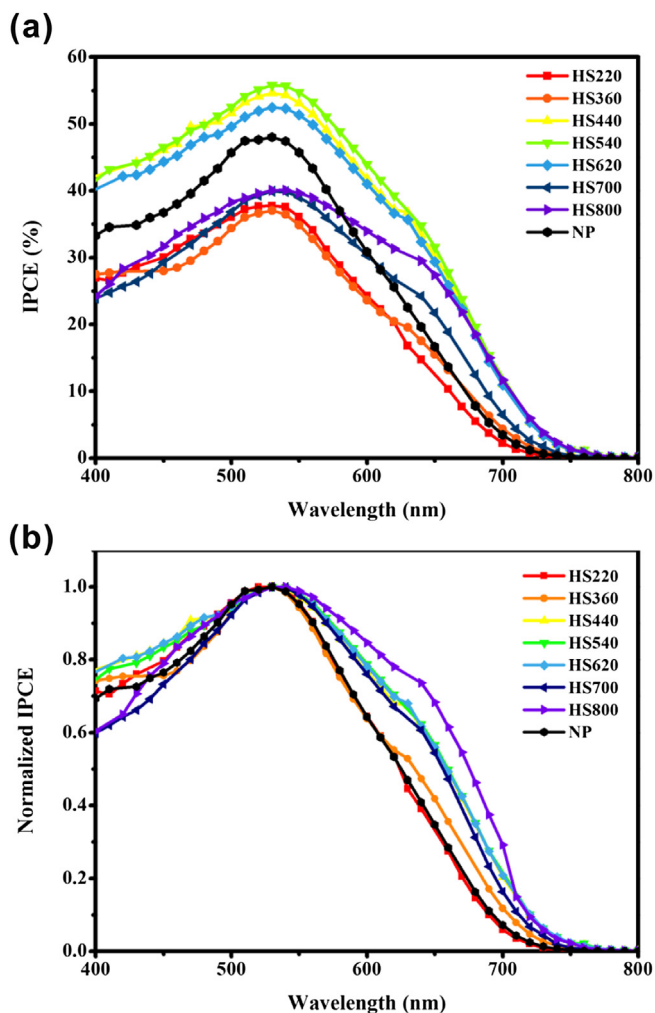 (a)
60
50
40
30
20
10
0
IPCE (%)
HS220
HS360
HS440
HS540
HS620
HS700
HS800
NP
400 500 600 700 800
Wavelength (nm)
(b)
1.0
0.8
0.6
0.4
0.2
0.0
Normalized IPCE
HS220
HS360
HS440
HS540
HS620
HS700
HS800
NP
400 500 600 700 800
Wavelength (nm)